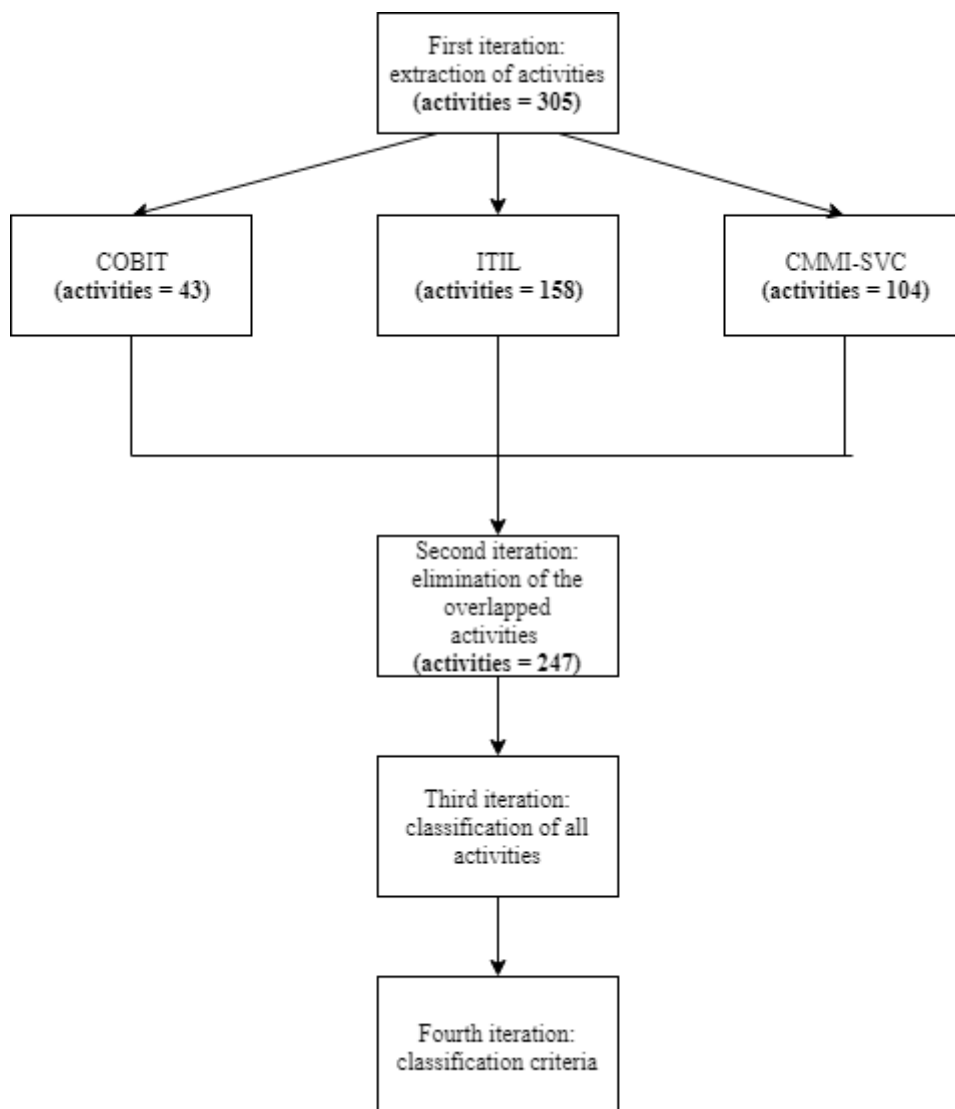 First iteration:
extraction of activities
(activities = 305)
COBIT
(activities = 43)
ITIL
(activities = 158)
CMMI-SVC
(activities = 104)
Second iteration:
elimination of the
overlapped
activities
(activities = 247)
Third iteration:
classification of all
activities
Fourth iteration:
classification criteria